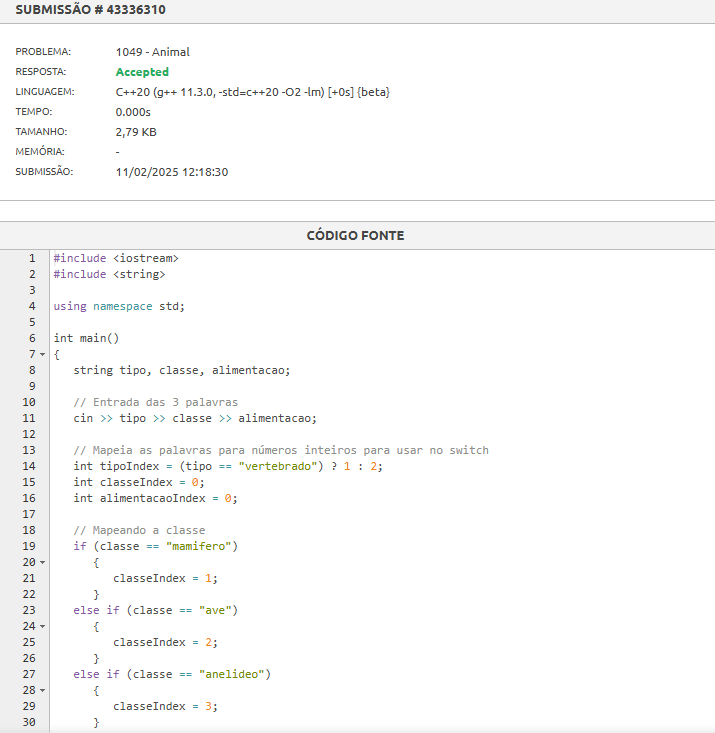 SUBMISSÃO # 43336310
PROBLEMA: 1049 - Animal
RESPOSTA: Accepted
LINGUAGEM: C++20 (g++ 11.3.0, -std=c++20 -O2 -lm) [+0s] {beta}
TEMPO: 0.000s
TAMANHO: 2,79 KB
MEMÓRIA: -
SUBMISSÃO: 11/02/2025 12:18:30
CÓDIGO FONTE
1 #include <iostream>
2 #include <string>
3
4 using namespace std;
5
6 int main()
7 {
8 string tipo, classe, alimentacao;
9
10 // Entrada das 3 palavras
11 cin >> tipo >> classe >> alimentacao;
12
13 // Mapeia as palavras para números inteiros para usar no switch
14 int tipoIndex = (tipo == "vertebrado") ? 1 : 2;
15 int classeIndex = 0;
16 int alimentacaoIndex = 0;
17
18 // Mapeando a classe
19 if (classe == "mamifero")
20 {
21 classeIndex = 1;
22 }
23 else if (classe == "ave")
24 {
25 classeIndex = 2;
26 }
27 else if (classe == "anelideo")
28 {
29 classeIndex = 3;
30 }